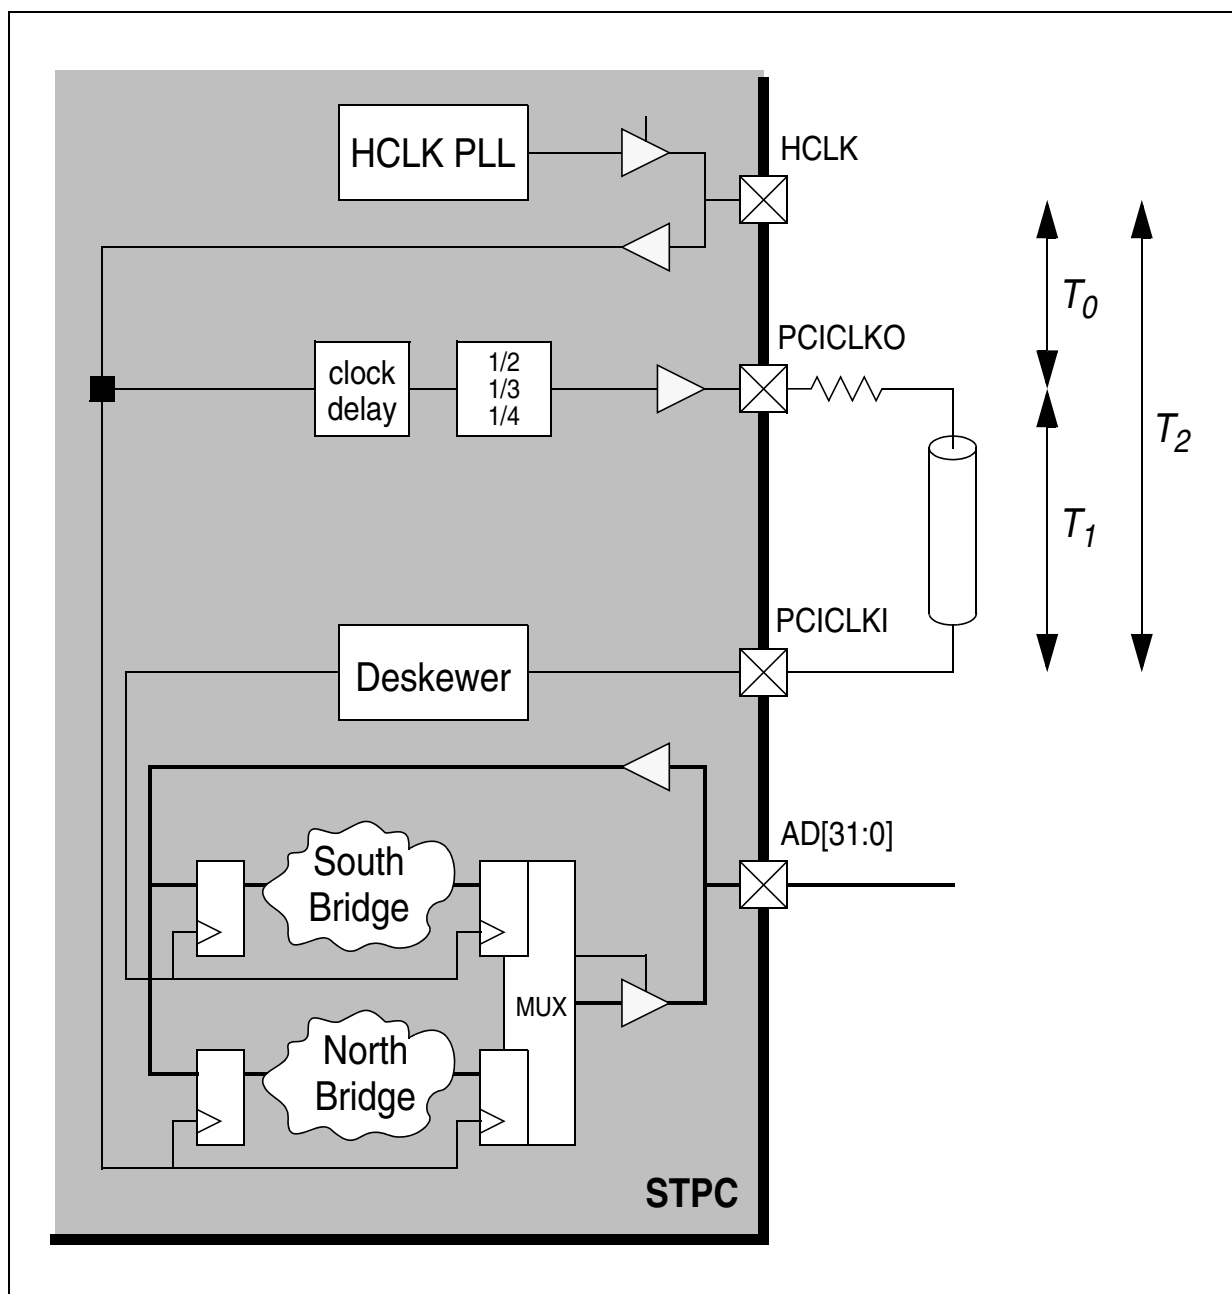 HCLK PLL
HCLK
T0
PCICLKO
clock
delay
1/2
1/3
1/4
T2
T1
PCICLKI
Deskewer
AD[31:0]
South
Bridge
MUX
North
Bridge
STPC